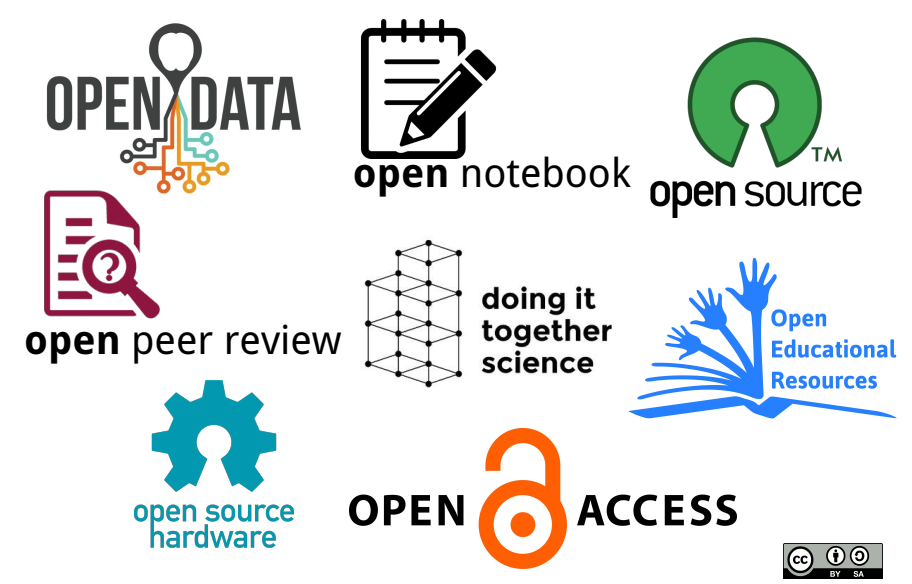 OPEN DATA
open notebook
TM
open source
?
open peer review
doing it
together
science
Open
Educational
Resources
open source
hardware
OPEN ACCESS
cc
BY SA